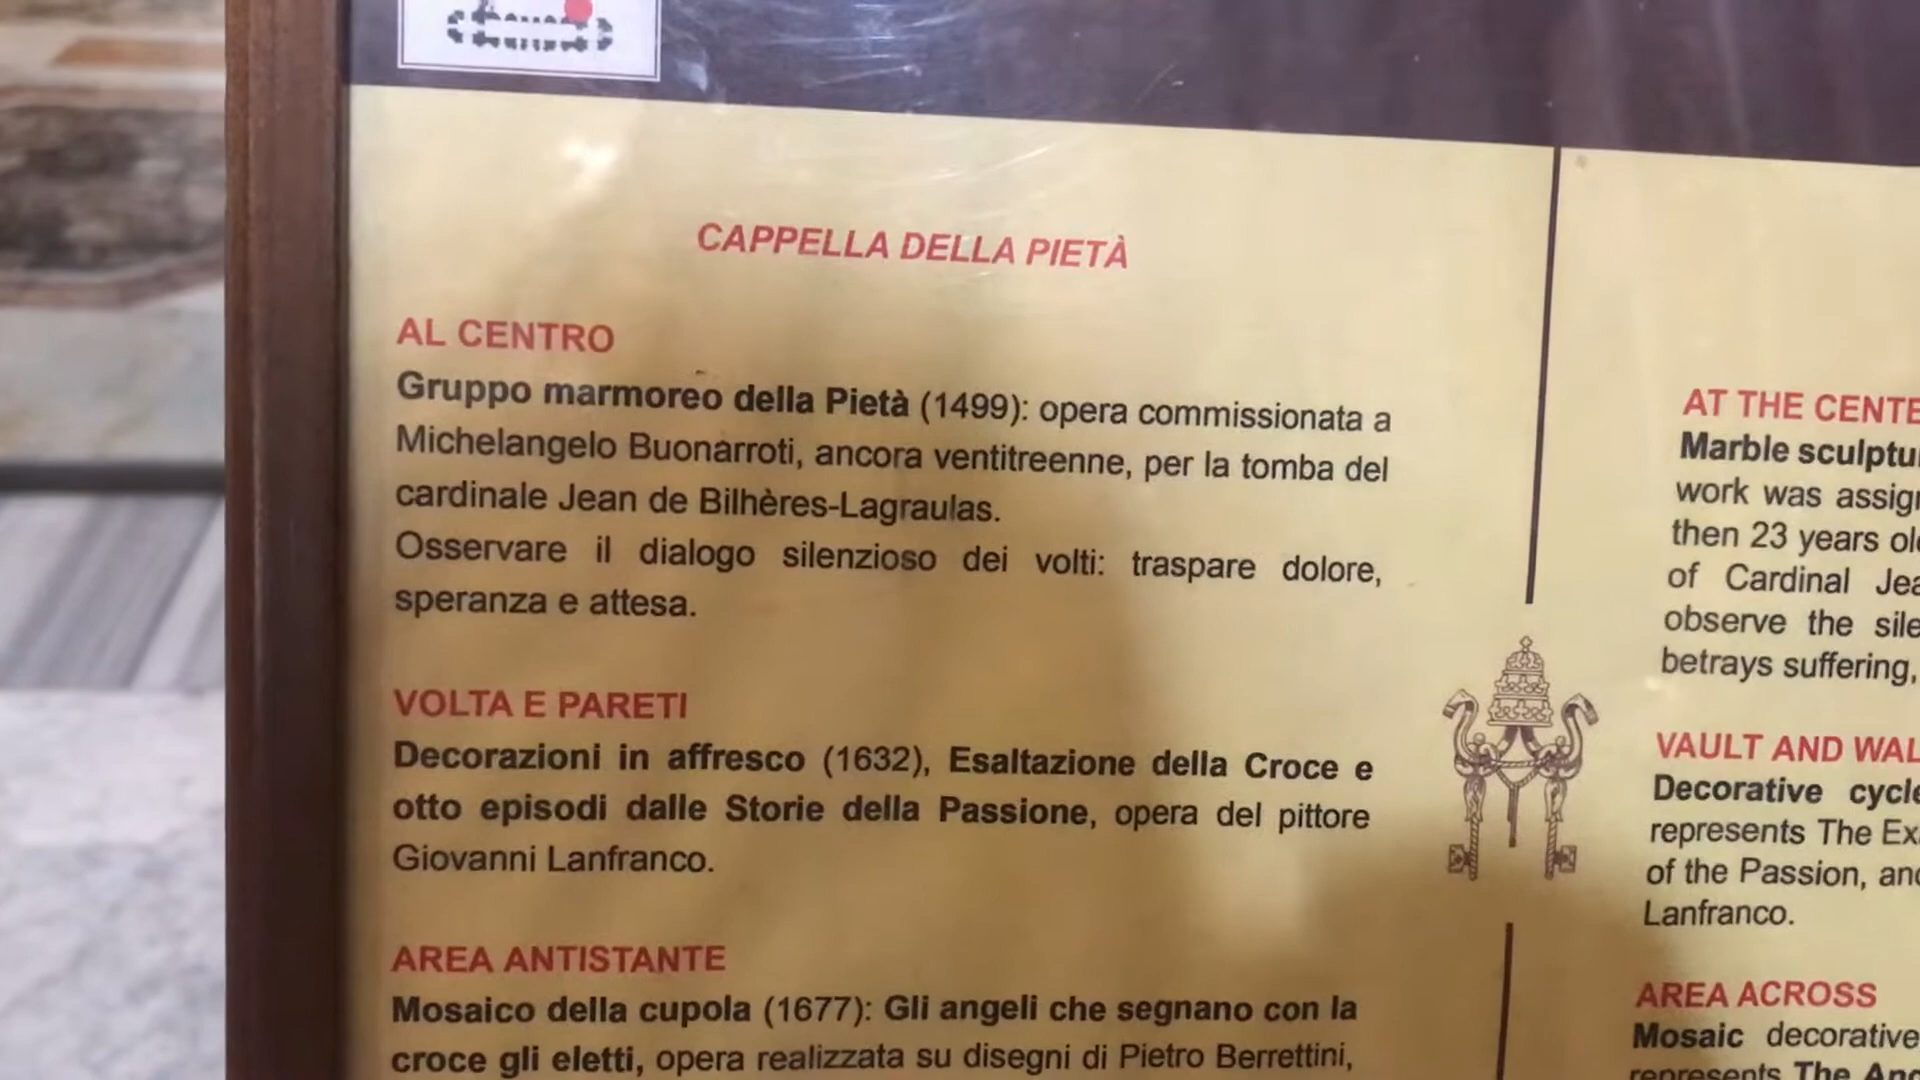 CAPPELLA DELLA PIETÀ
AL CENTRO
Gruppo marmoreo della Pietà (1499): opera commissionata a
Michelangelo Buonarroti, ancora ventitreenne, per la tomba del
cardinale Jean de Bilhères-Lagraulas.
Osservare il dialogo silenzioso dei volti: traspare dolore,
speranza e attesa.
VOLTA E PARETI
Decorazioni in affresco (1632), Esaltazione della Croce e
otto episodi dalle Storie della Passione, opera del pittore
Giovanni Lanfranco.
AREA ANTISTANTE
Mosaico della cupola (1677): Gli angeli che segnano con la
croce gli eletti, opera realizzata su disegni di Pietro Berrettini,
AT THE CENTE
Marble sculptu
work was assig
then 23 years ol
of Cardinal Jea
observe the sile
betrays suffering,
VAULT AND WAL
Decorative cycle
represents The Ex
of the Passion, and
Lanfranco.
AREA ACROSS
Mosaic decorative
represents The Ang